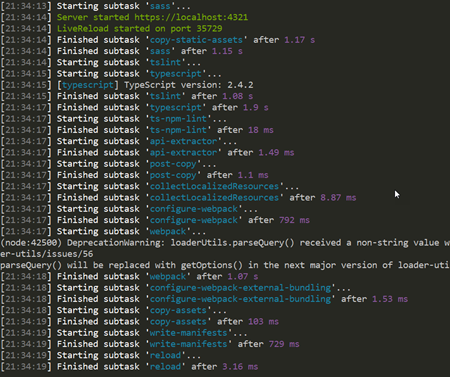 [21:34:13] Starting subtask 'sass'...
[21:34:14] Server started https://localhost:4321
[21:34:14] LiveReload started on port 35729
[21:34:14] Finished subtask 'copy-static-assets' after 1.17 s
[21:34:14] Finished subtask 'sass' after 1.15 s
[21:34:15] Starting subtask 'tslint'...
[21:34:15] Starting subtask 'typescript'...
[21:34:15] [typescript] TypeScript version: 2.4.2
[21:34:15] Finished subtask 'tslint' after 1.08 s
[21:34:17] Finished subtask 'typescript' after 1.9 s
[21:34:17] Starting subtask 'ts-npm-lint'...
[21:34:17] Finished subtask 'ts-npm-lint' after 18 ms
[21:34:17] Starting subtask 'api-extractor'...
[21:34:17] Finished subtask 'api-extractor' after 1.49 ms
[21:34:17] Starting subtask 'post-copy'...
[21:34:17] Finished subtask 'post-copy' after 1.1 ms
[21:34:17] Starting subtask 'collectLocalizedResources'...
[21:34:17] Finished subtask 'collectLocalizedResources' after 8.87 ms
[21:34:17] Starting subtask 'configure-webpack'...
[21:34:17] Finished subtask 'configure-webpack' after 792 ms
[21:34:17] Starting subtask 'webpack'...
(node:42500) DeprecationWarning: loaderUtils.parseQuery() received a non-string value w
er-utils/issues/56
parseQuery() will be replaced with getOptions() in the next major version of loader-uti
[21:34:18] Finished subtask 'webpack' after 1.07 s
[21:34:18] Starting subtask 'configure-webpack-external-bundling'...
[21:34:18] Finished subtask 'configure-webpack-external-bundling' after 1.53 ms
[21:34:18] Starting subtask 'copy-assets'...
[21:34:19] Finished subtask 'copy-assets' after 103 ms
[21:34:19] Starting subtask 'write-manifests'...
[21:34:19] Finished subtask 'write-manifests' after 729 ms
[21:34:19] Starting subtask 'reload'...
[21:34:19] Finished subtask 'reload' after 3.16 ms